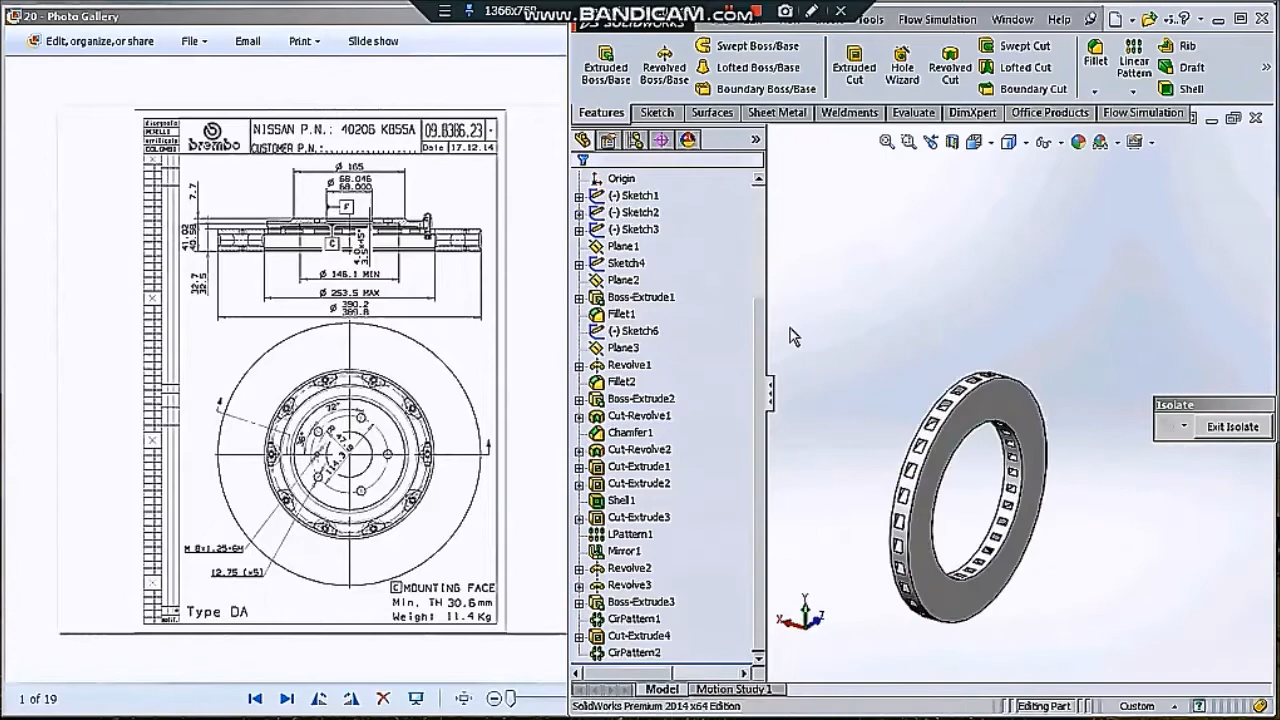 20 - Photo Gallery
1366x768
www.BANDICAM.com
SOLIDWORKS
Tools Flow Simulation Window Help
Edit, organize, or share File Email Print Slide show
Extruded Boss/Base
Revolved Boss/Base
Swept Boss/Base
Lofted Boss/Base
Boundary Boss/Base
Extruded Cut
Hole Wizard
Revolved Cut
Swept Cut
Lofted Cut
Boundary Cut
Fillet
Linear Pattern
Rib
Draft
Shell
Features Sketch Surfaces Sheet Metal Weldments Evaluate DimXpert Office Products Flow Simulation
brembo
NISSAN P.N.: 40206 KB55A
CUSTOMER P.N.:
09.B386.23
Date 17.12.14
Ø 165
68.046
68.000
7.7
F
C
Ø 146.1 MIN
Ø 253.5 MAX
Ø 390.2
389.8
32.7
32.5
72°
M 8x1.25-6H
12.75 (x5)
C MOUNTING FACE
Min. TH 30.6mm
Weight: 11.4Kg
Type DA
Origin
(-) Sketch1
(-) Sketch2
(-) Sketch3
Plane1
Sketch4
Plane2
Boss-Extrude1
Fillet1
(-) Sketch6
Plane3
Revolve1
Fillet2
Boss-Extrude2
Cut-Revolve1
Chamfer1
Cut-Revolve2
Cut-Extrude1
Cut-Extrude2
Shell1
Cut-Extrude3
LPattern1
Mirror1
Revolve2
Revolve3
Boss-Extrude3
CirPattern1
Cut-Extrude4
CirPattern2
Isolate
Exit Isolate
Y
X
Z
Model Motion Study 1
1 of 19
SolidWorks Premium 2014 x64 Edition
Editing Part
Custom